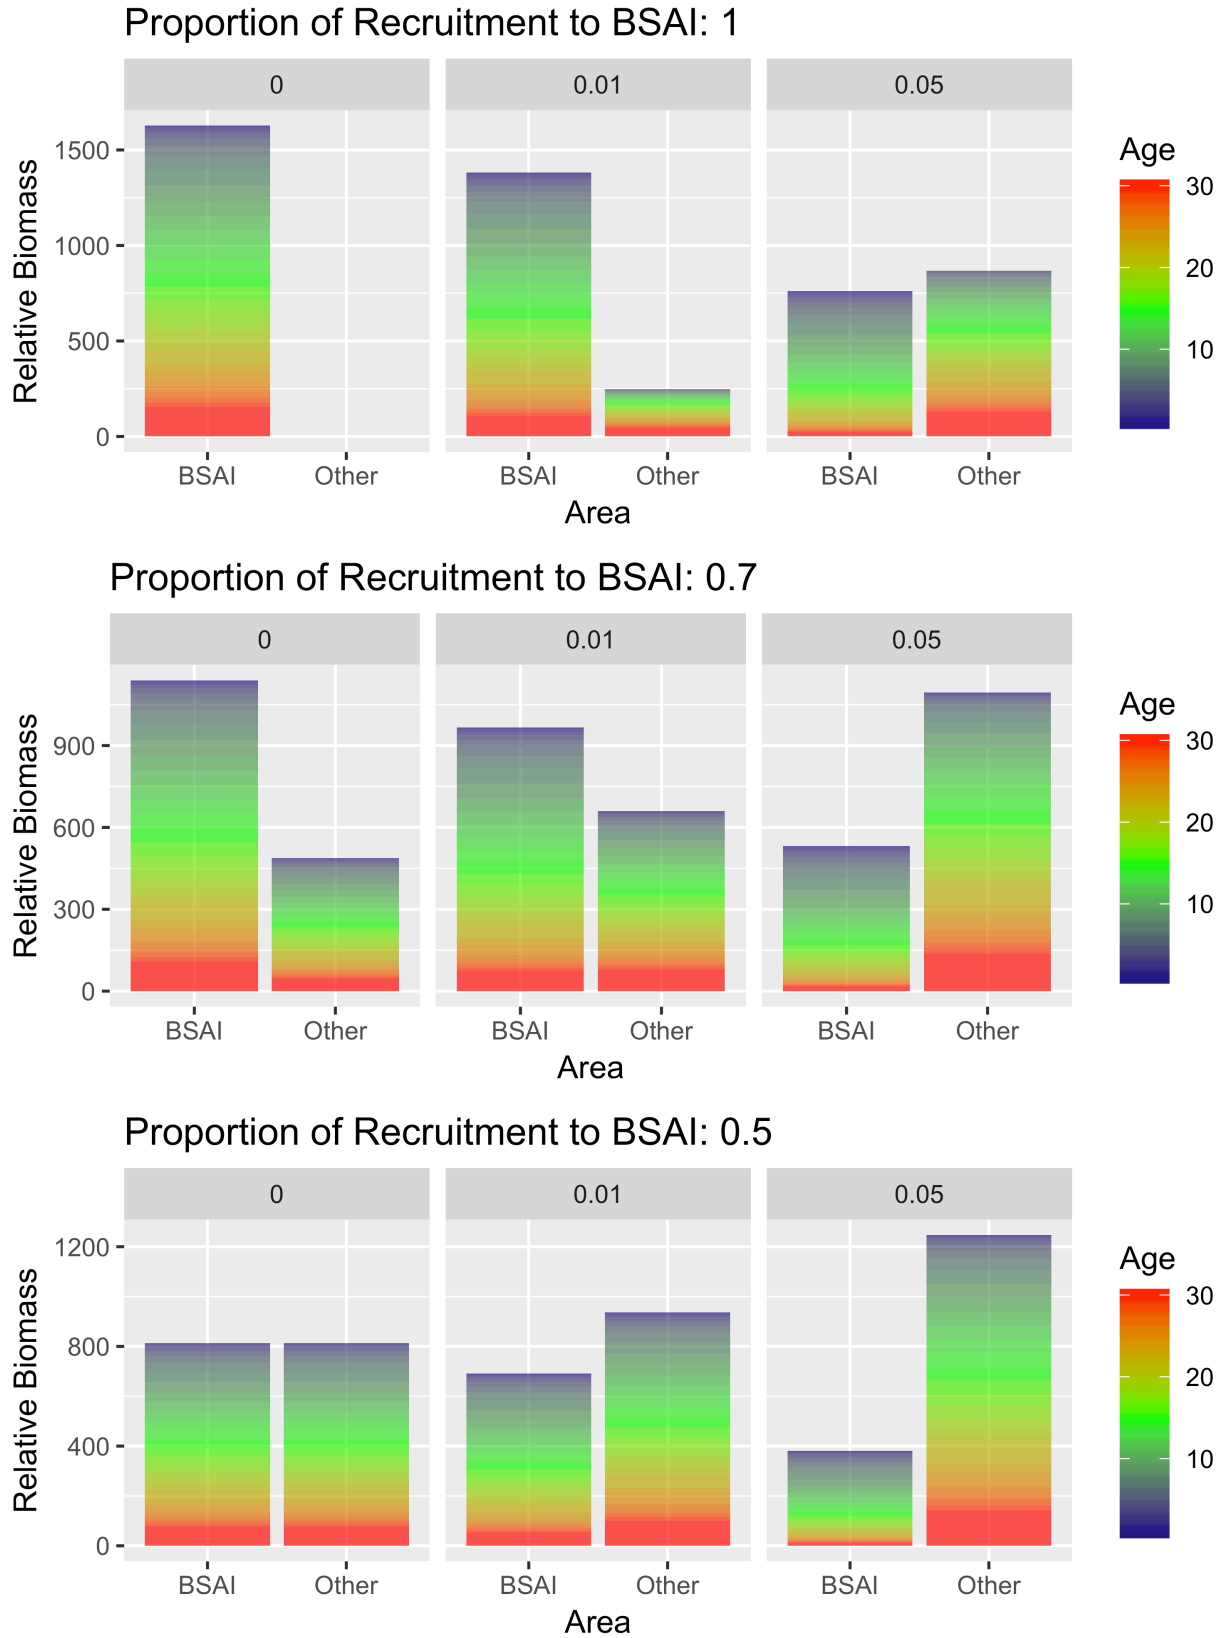 Proportion of Recruitment to BSAI: 1
0 0.01 0.05
Relative Biomass
1500
1000
500
0
BSAI Other BSAI Other BSAI Other
Area
Age
30
20
10
Proportion of Recruitment to BSAI: 0.7
0 0.01 0.05
Relative Biomass
900
600
300
0
BSAI Other BSAI Other BSAI Other
Area
Age
30
20
10
Proportion of Recruitment to BSAI: 0.5
0 0.01 0.05
Relative Biomass
1200
800
400
0
BSAI Other BSAI Other BSAI Other
Area
Age
30
20
10